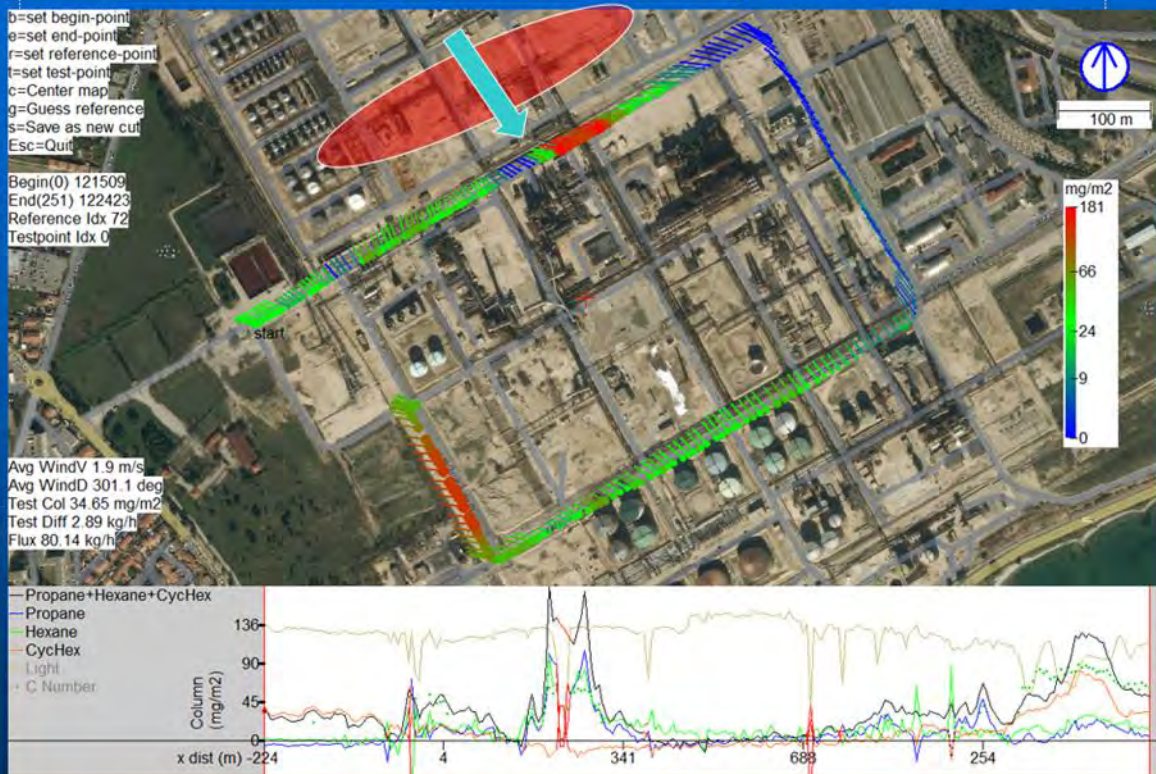 b=set begin-point
e=set end-point
r=set reference-point
t=set test-point
c=Center map
g=Guess reference
s=Save as new cut
Esc=Quit
Begin(0) 121509
End(251) 122423
Reference Idx 72
Testpoint Idx 0
100 m
mg/m2
181
66
24
9
0
start
Avg WindV 1.9 m/s
Avg WindD 301.1 deg
Test Col 34.65 mg/m2
Test Diff 2.89 kg/h
Flux 80.14 kg/h
Propane+Hexane+CycHex
Propane
Hexane
CycHex
Light
C Number
Column
(mg/m2)
136
90
45
0
x dist (m) -224 4 341 688 254